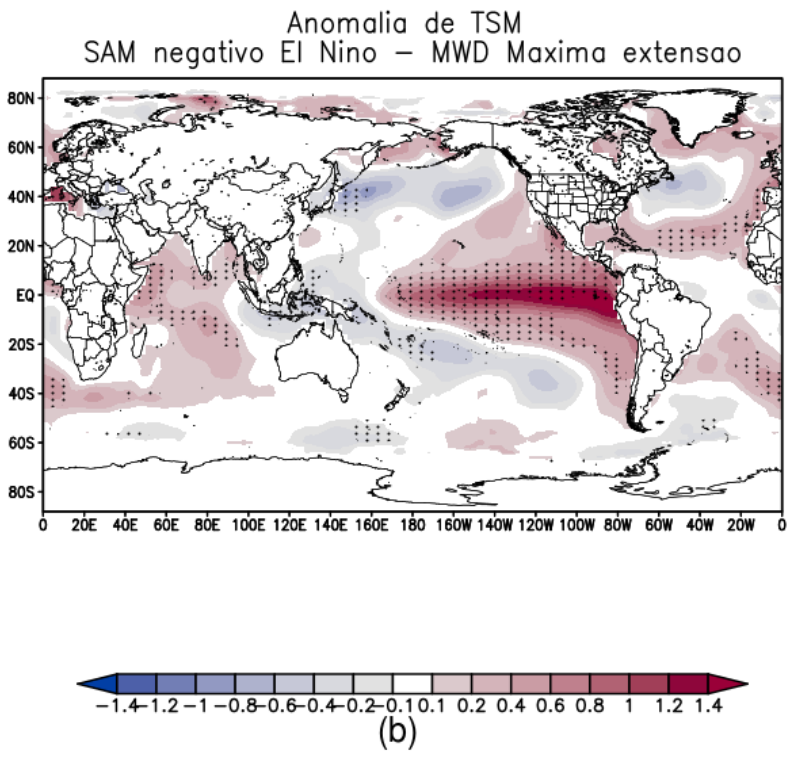 Anomalia de TSM
SAM negativo El Nino – MWD Maxima extensao
80N
60N
40N
20N
EQ
20S
40S
60S
80S
0 20E 40E 60E 80E 100E 120E 140E 160E 180 160W 140W 120W 100W 80W 60W 40W 20W 0
−1.4 −1.2 −1 −0.8 −0.6 −0.4 −0.2 −0.1 0.1 0.2 0.4 0.6 0.8 1 1.2 1.4
(b)